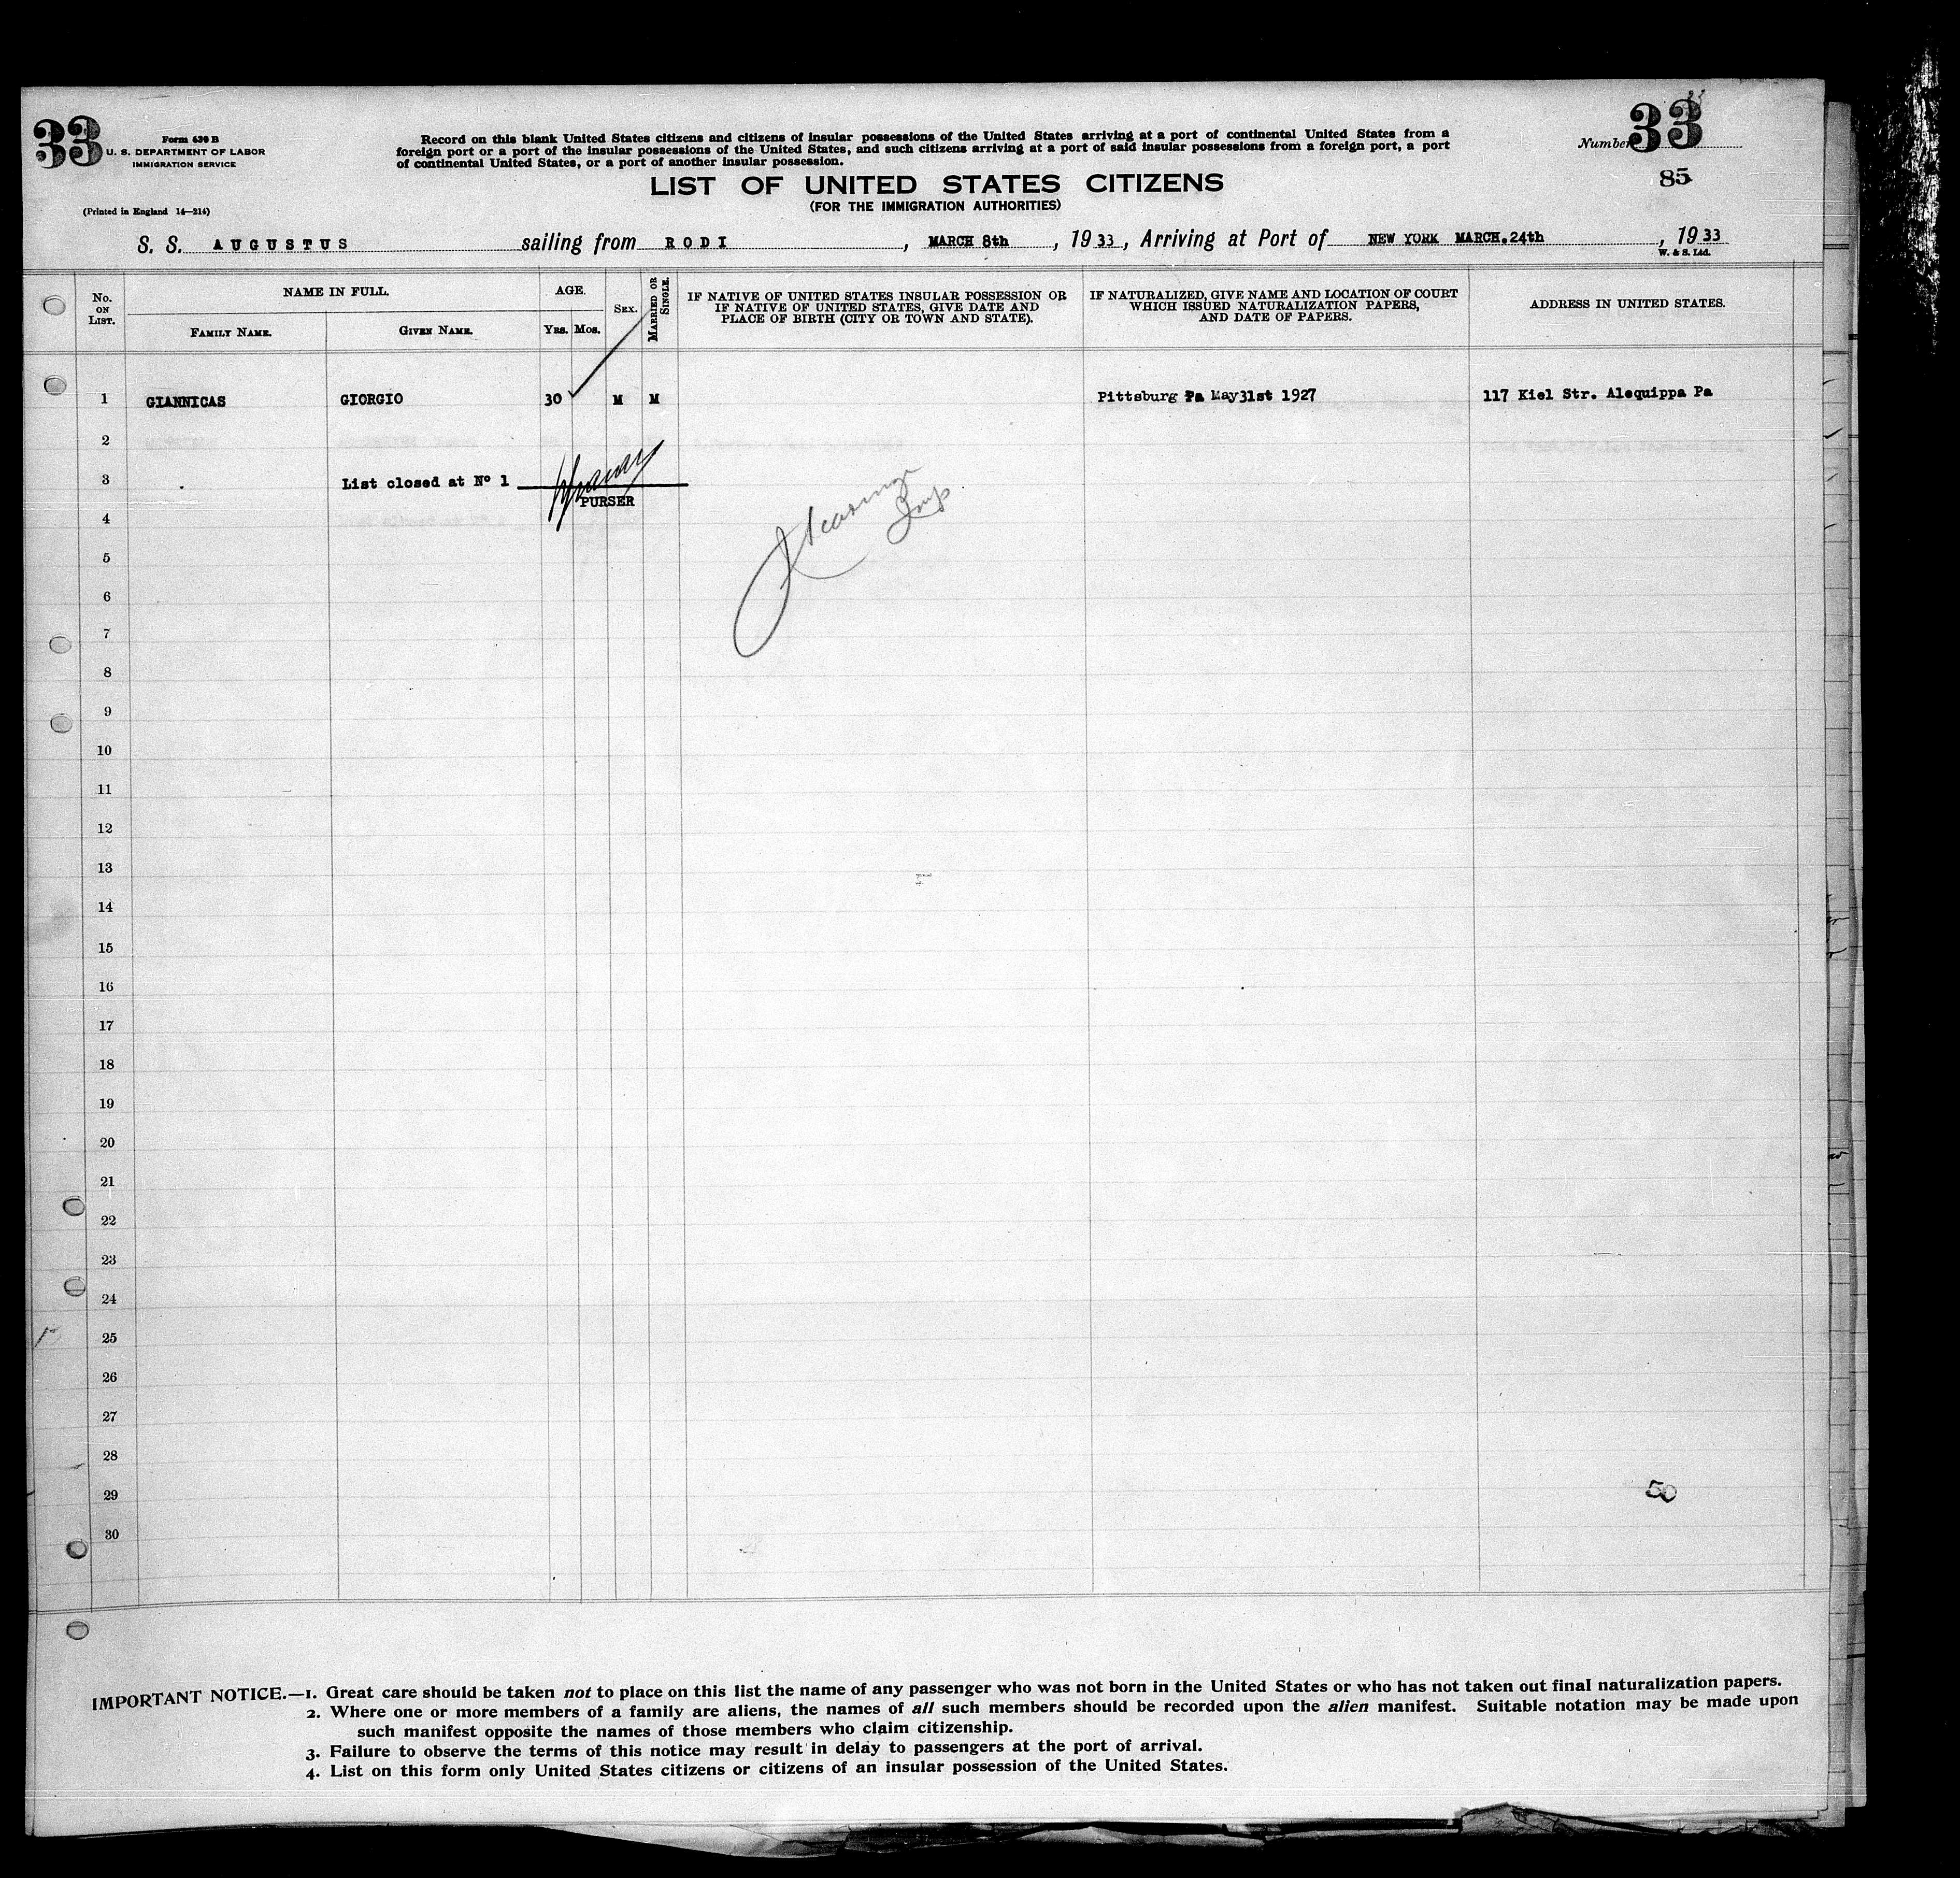 33
Form 630 B
U. S. DEPARTMENT OF LABOR
IMMIGRATION SERVICE
(Printed in England 14—214)
Record on this blank United States citizens and citizens of insular possessions of the United States arriving at a port of continental United States from a
foreign port or a port of the insular possessions of the United States, and such citizens arriving at a port of said insular possessions from a foreign port, a port
of continental United States, or a port of another insular possession.
LIST OF UNITED STATES CITIZENS
(FOR THE IMMIGRATION AUTHORITIES)
Number 33
85
S. S. AUGUSTUS sailing from RODI, MARCH 8th, 1933, Arriving at Port of NEW YORK MARCH.24th, 1933
W. & S. Ltd.
No. ON LIST.
NAME IN FULL.
FAMILY NAME.
GIVEN NAME.
AGE.
YRS. MOS.
SEX.
MARRIED OR SINGLE.
IF NATIVE OF UNITED STATES INSULAR POSSESSION OR
IF NATIVE OF UNITED STATES, GIVE DATE AND
PLACE OF BIRTH (CITY OR TOWN AND STATE).
IF NATURALIZED, GIVE NAME AND LOCATION OF COURT
WHICH ISSUED NATURALIZATION PAPERS,
AND DATE OF PAPERS.
ADDRESS IN UNITED STATES.
1 GIANNICAS GIORGIO 30 M M Pittsburg Pa May31st 1927 117 Kiel Str. Alequippa Pa
2
3 List closed at Nº 1
PURSER
4
5
6
7
8
9
10
11
12
13
14
15
16
17
18
19
20
21
22
23
24
25
26
27
28
29 50
30
IMPORTANT NOTICE.—1. Great care should be taken not to place on this list the name of any passenger who was not born in the United States or who has not taken out final naturalization papers.
2. Where one or more members of a family are aliens, the names of all such members should be recorded upon the alien manifest. Suitable notation may be made upon
such manifest opposite the names of those members who claim citizenship.
3. Failure to observe the terms of this notice may result in delay to passengers at the port of arrival.
4. List on this form only United States citizens or citizens of an insular possession of the United States.